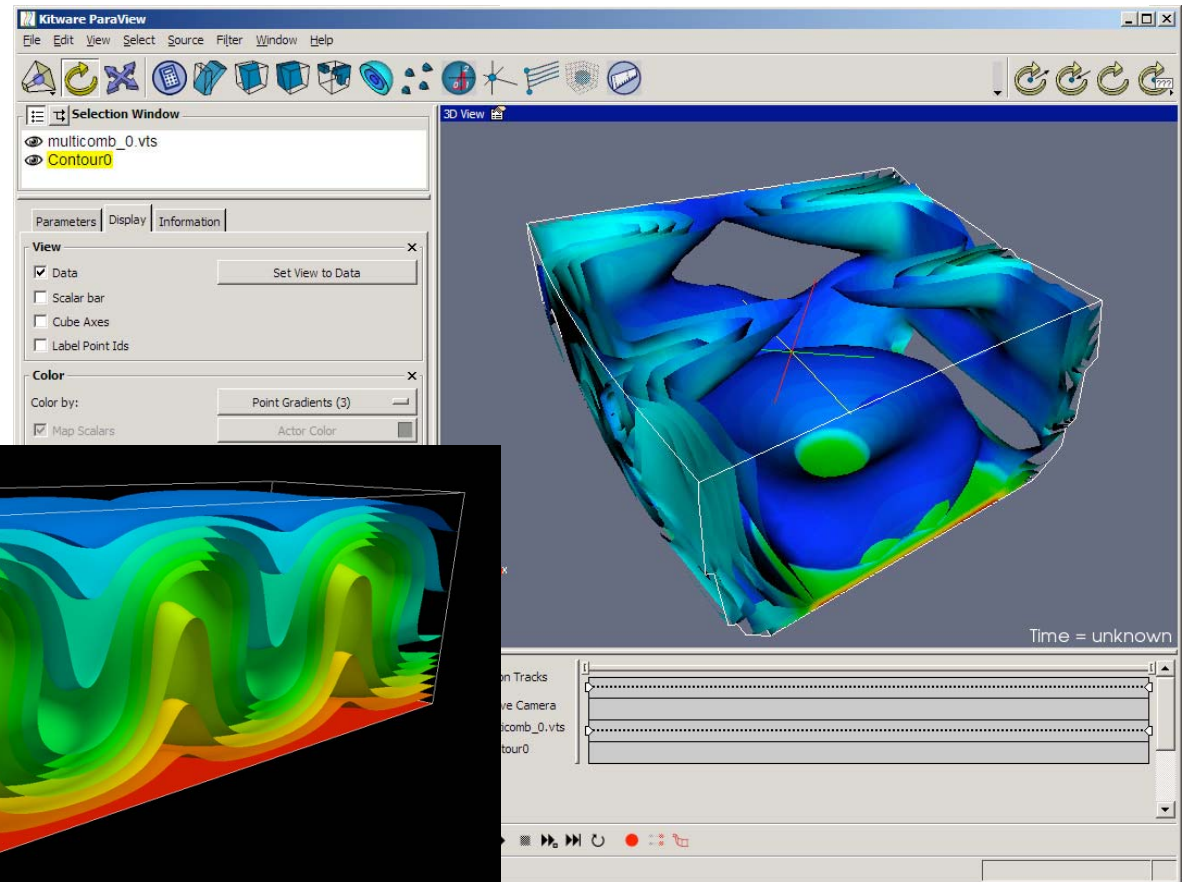 Kitware ParaView
File Edit View Select Source Filter Window Help
Selection Window
multicomb_0.vts
Contour0
Parameters Display Information
View
Data Set View to Data
Scalar bar
Cube Axes
Label Point Ids
Color
Color by: Point Gradients (3)
Map Scalars Actor Color
3D View
x
Time = unknown
Tracks
Camera
comb_0.vts
tour0